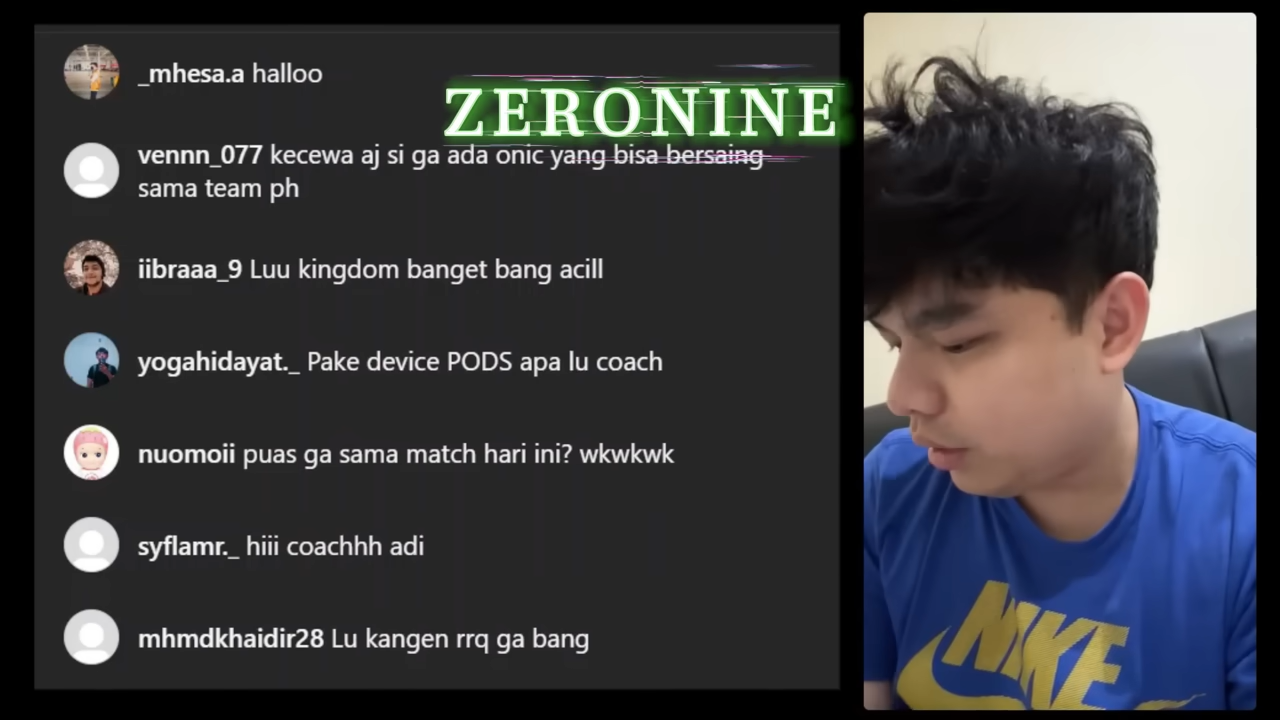 _mhesa.a halloo
ZERONINE
vennn_077 kecewa aj si ga ada onic yang bisa bersaing
sama team ph
iibraaa_9 Luu kingdom banget bang acill
yogahidayat._ Pake device PODS apa lu coach
nuomoii puas ga sama match hari ini? wkwkwk
syflamr._ hiii coachhh adi
mhmdkhaidir28 Lu kangen rrq ga bang
NIKE